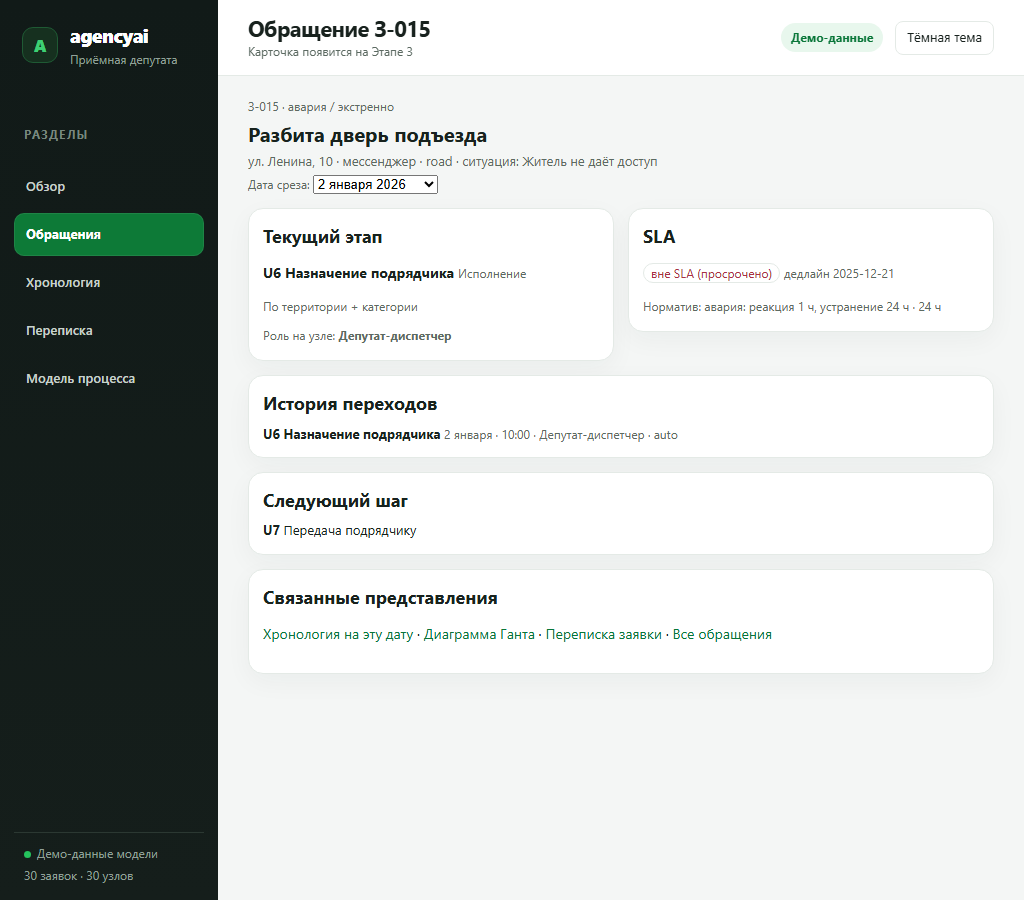 A
agencyai
Приёмная депутата
РАЗДЕЛЫ
Обзор
Обращения
Хронология
Переписка
Модель процесса
Демо-данные модели
30 заявок · 30 узлов
Обращение З-015
Карточка появится на Этапе 3
Демо-данные
Тёмная тема
З-015 · авария / экстренно
Разбита дверь подъезда
ул. Ленина, 10 · мессенджер · road · ситуация: Житель не даёт доступ
Дата среза: 2 января 2026
Текущий этап
U6 Назначение подрядчика Исполнение
По территории + категории
Роль на узле: Депутат-диспетчер
SLA
вне SLA (просрочено) дедлайн 2025-12-21
Норматив: авария: реакция 1 ч, устранение 24 ч · 24 ч
История переходов
U6 Назначение подрядчика 2 января · 10:00 · Депутат-диспетчер · auto
Следующий шаг
U7 Передача подрядчику
Связанные представления
Хронология на эту дату · Диаграмма Ганта · Переписка заявки · Все обращения